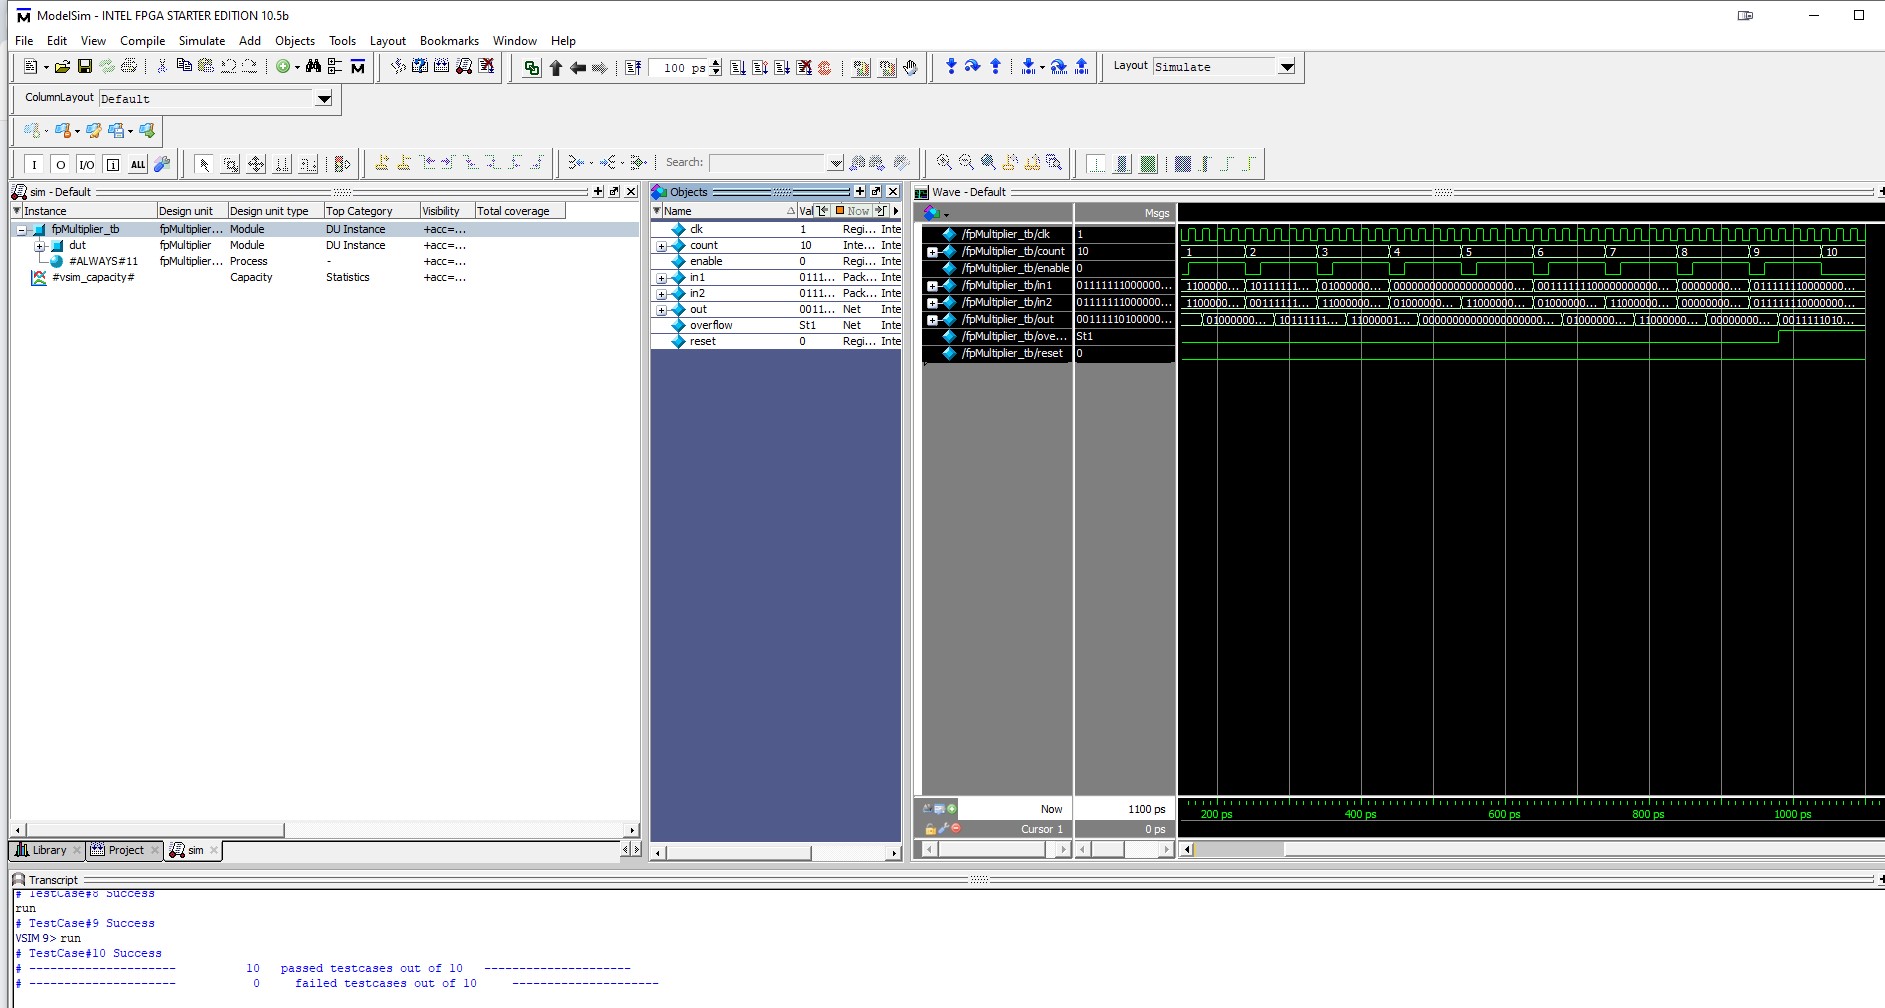 ModelSim - INTEL FPGA STARTER EDITION 10.5b
File Edit View Compile Simulate Add Objects Tools Layout Bookmarks Window Help
100 ps
Layout Simulate
ColumnLayout Default
I O I/O ALL
Search:
sim - Default
Instance Design unit Design unit type Top Category Visibility Total coverage
fpMultiplier_tb fpMultiplier... Module DU Instance +acc=...
dut fpMultiplier Module DU Instance +acc=...
#ALWAYS#11 fpMultiplier... Process - +acc=...
#vsim_capacity# Capacity Statistics +acc=...
Library Project sim
Objects
Name Val Now
clk 1 Regi... Inte
count 10 Inte... Inte
enable 0 Regi... Inte
in1 0111... Pack... Inte
in2 0111... Pack... Inte
out 0011... Net Inte
overflow St1 Net Inte
reset 0 Regi... Inte
Wave - Default
Msgs
/fpMultiplier_tb/clk 1
/fpMultiplier_tb/count 10 1 2 3 4 5 6 7 8 9 10
/fpMultiplier_tb/enable 0
/fpMultiplier_tb/in1 01111111000000... 1100000... 10111111... 01000000... 0000000000000000000... 0011111110000000000... 00000000... 0111111110000000...
/fpMultiplier_tb/in2 01111111000000... 1100000... 00111111... 11000000... 01000000... 11000000... 01000000... 11000000... 00000000... 0111111110000000...
/fpMultiplier_tb/out 00111110100000... 01000000... 10111111... 11000001... 0000000000000000000000... 01000000... 11000000... 00000000... 0011111010...
/fpMultiplier_tb/ove... St1
/fpMultiplier_tb/reset 0
Now 1100 ps 200 ps 400 ps 600 ps 800 ps 1000 ps
Cursor 1 0 ps
Transcript
# TestCase#8 Success
run
# TestCase#9 Success
VSIM 9> run
# TestCase#10 Success
# --------------------- 10 passed testcases out of 10 ---------------------
# --------------------- 0 failed testcases out of 10 ---------------------